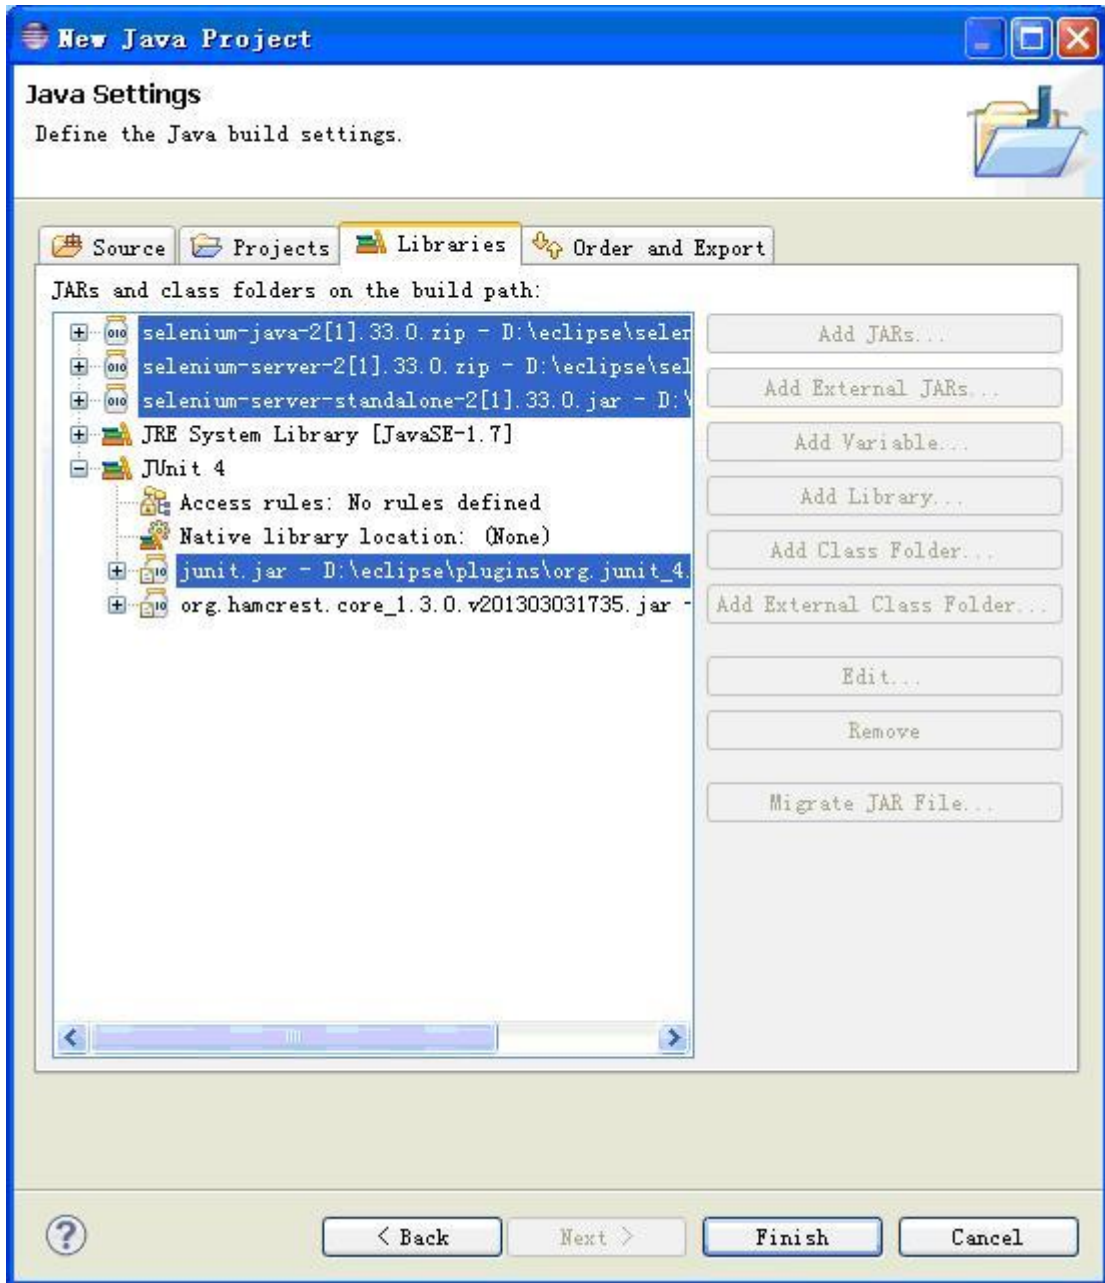 New Java Project
Java Settings
Define the Java build settings.
Source Projects Libraries Order and Export
JARs and class folders on the build path:
selenium-java-2[1].33.0.zip - D:\eclipse\selen
selenium-server-2[1].33.0.zip - D:\eclipse\sel
selenium-server-standalone-2[1].33.0.jar - D:\
JRE System Library [JavaSE-1.7]
JUnit 4
Access rules: No rules defined
Native library location: (None)
junit.jar - D:\eclipse\plugins\org.junit_4.
org.hamcrest.core_1.3.0.v201303031735.jar -
Add JARs...
Add External JARs...
Add Variable...
Add Library...
Add Class Folder...
Add External Class Folder...
Edit...
Remove
Migrate JAR File...
? < Back Next > Finish Cancel